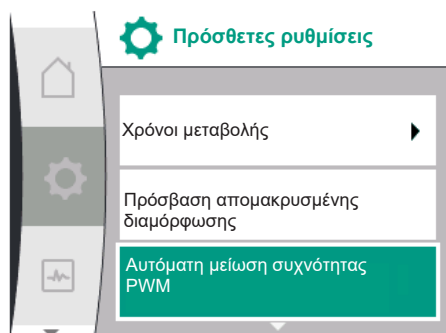 Πρόσθετες ρυθμίσεις
Χρόνοι μεταβολής
Πρόσβαση απομακρυσμένης
διαμόρφωσης
Αυτόματη μείωση συχνότητας
PWM